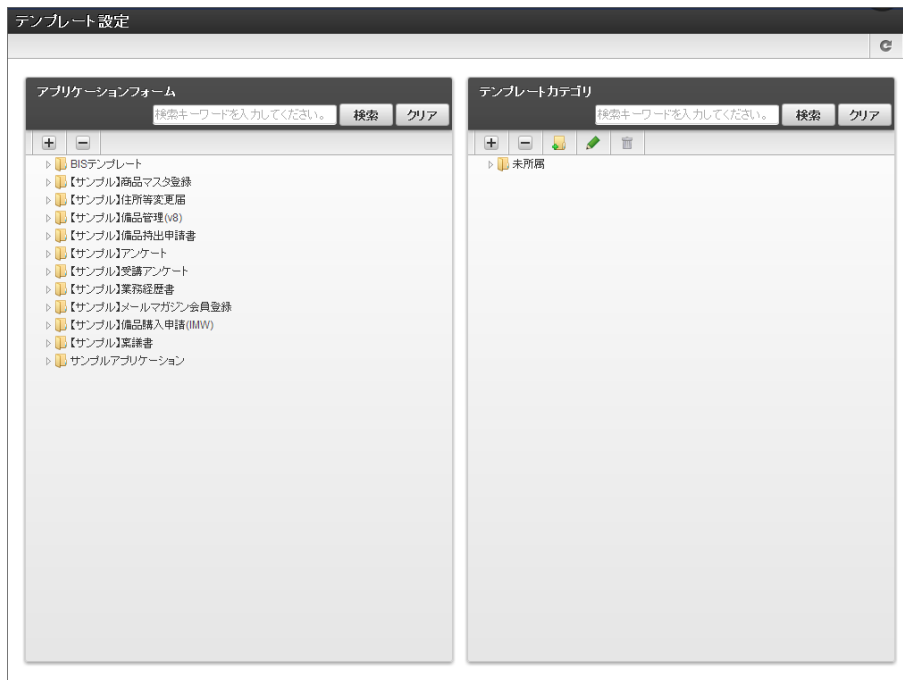 テンプレート設定
アプリケーションフォーム
検索キーワードを入力してください。 検索 クリア
BISテンプレート
【サンプル】商品マスタ登録
【サンプル】住所等変更届
【サンプル】備品管理(v8)
【サンプル】備品持出申請書
【サンプル】アンケート
【サンプル】受講アンケート
【サンプル】業務経歴書
【サンプル】メールマガジン会員登録
【サンプル】備品購入申請(IMW)
【サンプル】稟議書
サンプルアプリケーション
テンプレートカテゴリ
検索キーワードを入力してください。 検索 クリア
未所属